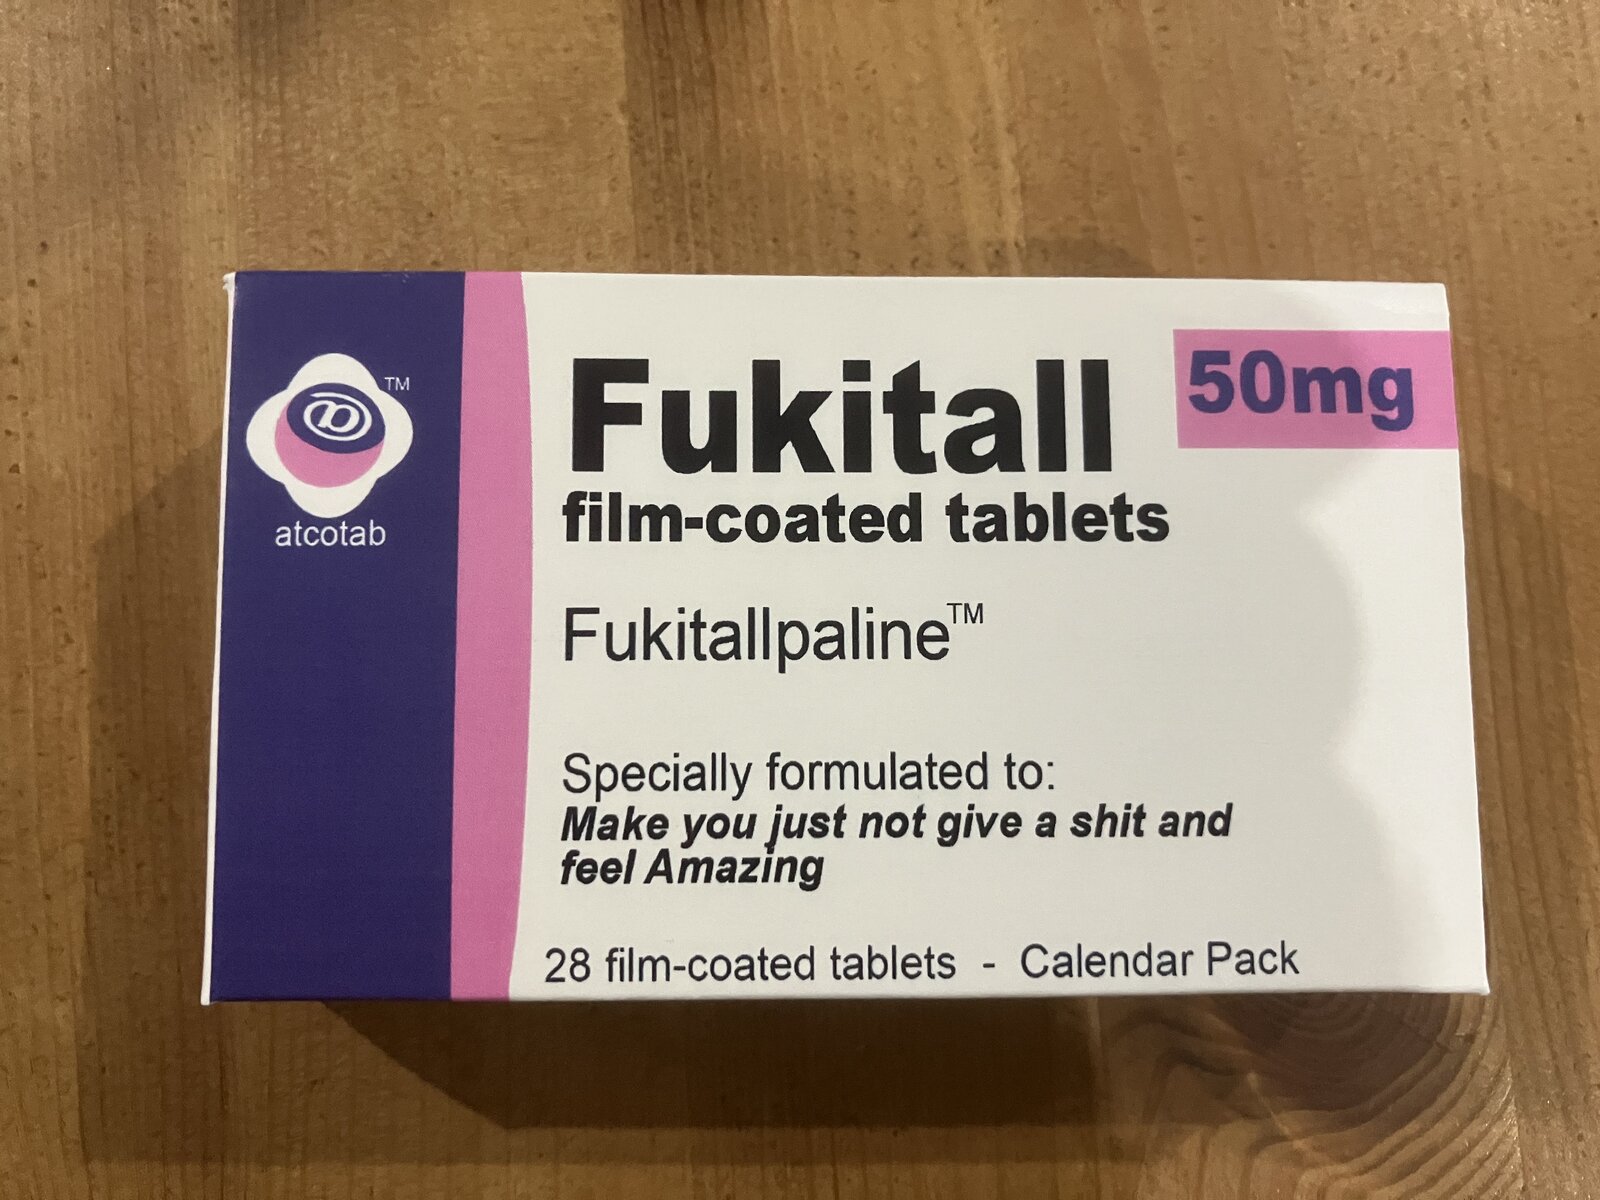 TM
atcotab
Fukitall
50mg
film-coated tablets
Fukitallpaline™
Specially formulated to:
Make you just not give a shit and
feel Amazing
28 film-coated tablets - Calendar Pack